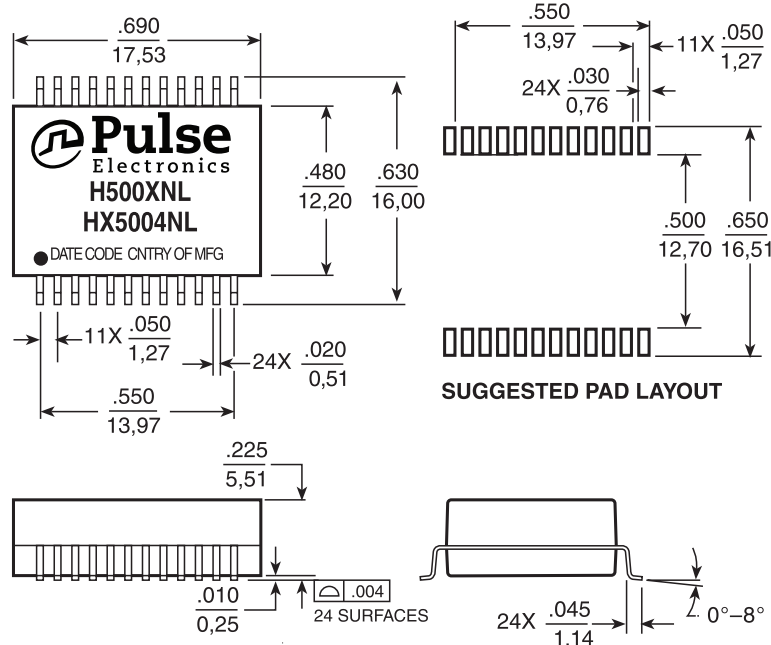 .690
17,53
.550
13,97
11X .050
1,27
24X .030
0,76
Pulse
Electronics
H500XNL
HX5004NL
DATE CODE CNTRY OF MFG
.480
12,20
.630
16,00
.500
12,70
.650
16,51
11X .050
1,27
24X .020
0,51
.550
13,97
SUGGESTED PAD LAYOUT
.225
5,51
.010
0,25
.004
24 SURFACES
24X .045
1,14
0°–8°